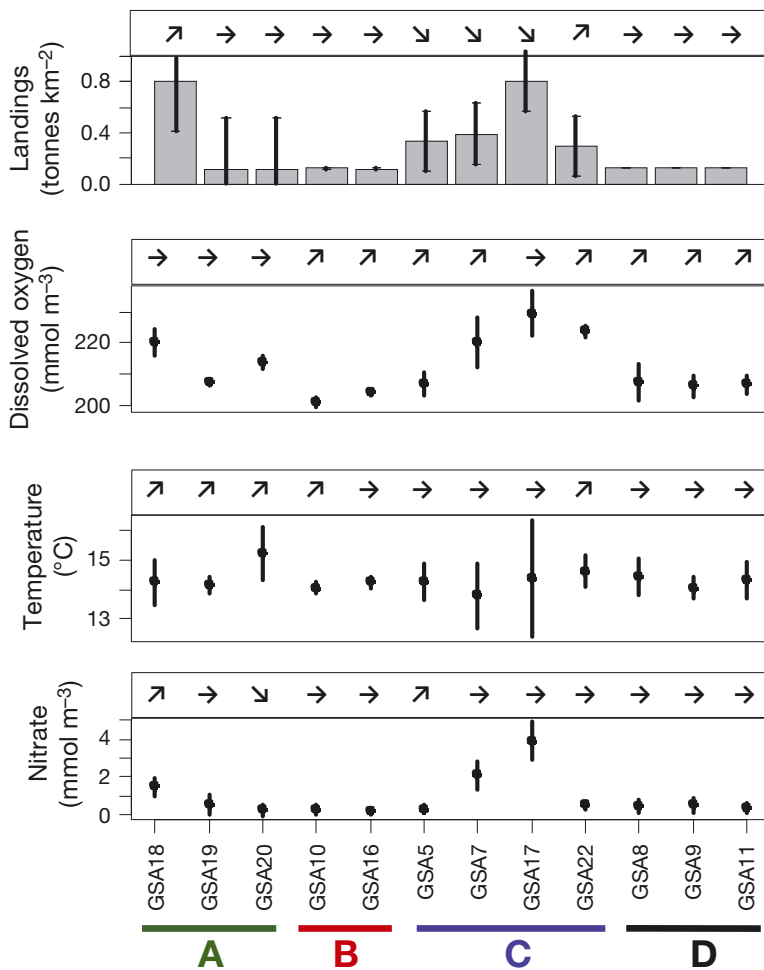 Landings
(tonnes km–2)
0.8
0.4
0.0
Dissolved oxygen
(mmol m–3)
220
200
Temperature
(°C)
15
13
Nitrate
(mmol m–3)
4
2
0
GSA18
GSA19
GSA20
GSA10
GSA16
GSA5
GSA7
GSA17
GSA22
GSA8
GSA9
GSA11
A
B
C
D